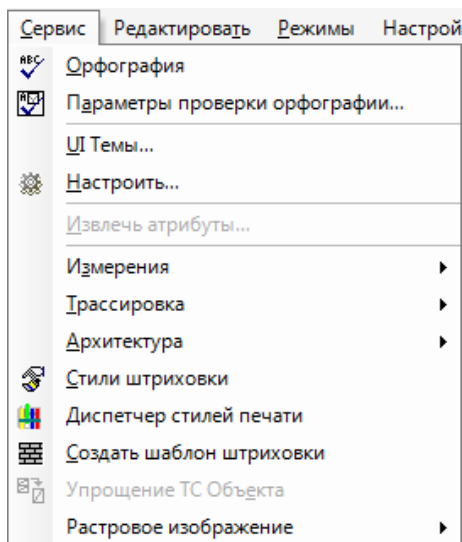 Сервис Редактировать Режимы Настрой
Орфография
Параметры проверки орфографии...
UI Темы...
Настроить...
Извлечь атрибуты...
Измерения
Трассировка
Архитектура
Стили штриховки
Диспетчер стилей печати
Создать шаблон штриховки
Упрощение ТС Объекта
Растровое изображение